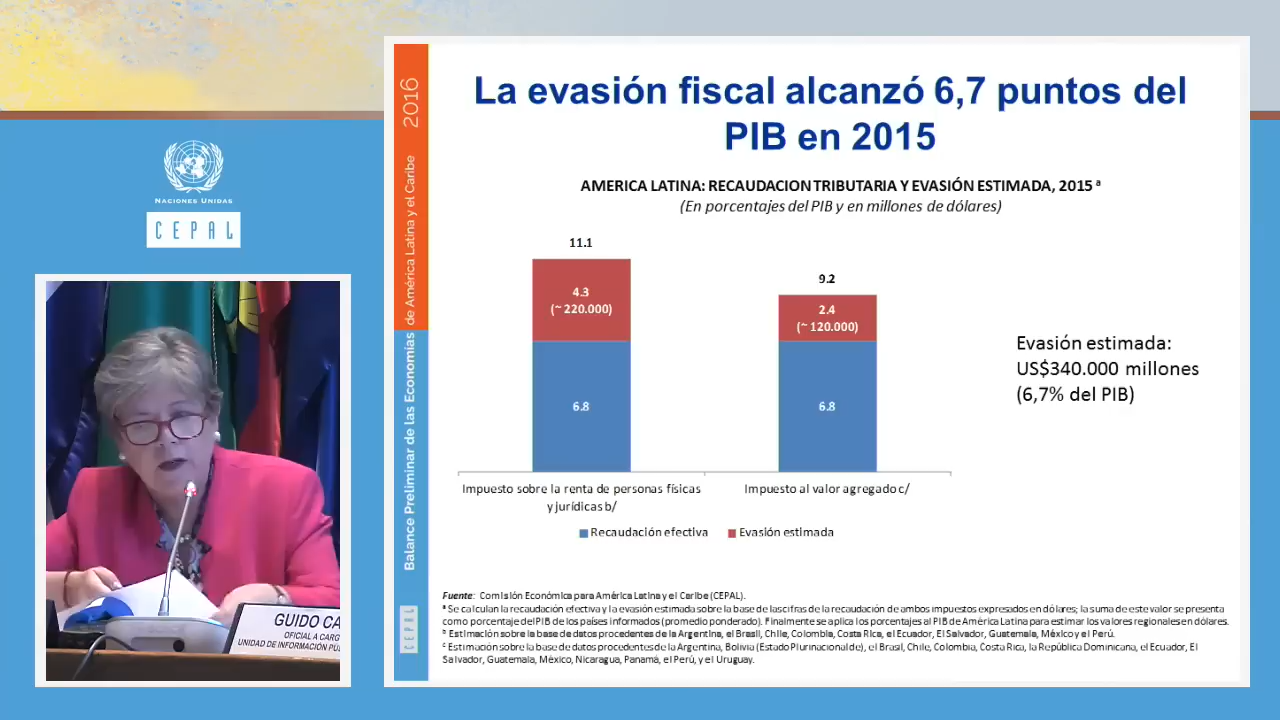 NACIONES UNIDAS
CEPAL
2016
Balance Preliminar de las Economías de América Latina y el Caribe
CEPAL
La evasión fiscal alcanzó 6,7 puntos del
PIB en 2015
AMERICA LATINA: RECAUDACION TRIBUTARIA Y EVASIÓN ESTIMADA, 2015 a
(En porcentajes del PIB y en millones de dólares)
11.1
4.3
(~ 220.000)
6.8
9.2
2.4
(~ 120.000)
6.8
Impuesto sobre la renta de personas físicas
y jurídicas b/
Impuesto al valor agregado c/
Recaudación efectiva
Evasión estimada
Evasión estimada:
US$340.000 millones
(6,7% del PIB)
Fuente: Comisión Económica para América Latina y el Caribe (CEPAL).
a Se calculan la recaudación efectiva y la evasión estimada sobre la base de las cifras de la recaudación de ambos impuestos expresados en dólares; la suma de este valor se presenta
como porcentaje del PIB de los países informados (promedio ponderado). Finalmente se aplica los porcentajes al PIB de América Latina para estimar los valores regionales en dólares.
b Estimación sobre la base de datos procedentes de la Argentina, el Brasil, Chile, Colombia, Costa Rica, el Ecuador, El Salvador, Guatemala, México y el Perú.
c Estimación sobre la base de datos procedentes de la Argentina, Bolivia (Estado Plurinacional de), el Brasil, Chile, Colombia, Costa Rica, la República Dominicana, el Ecuador, El
Salvador, Guatemala, México, Nicaragua, Panamá, el Perú, y el Uruguay.
GUIDO CA
OFICIAL A CARG
UNIDAD DE INFORMACIÓN PÚ